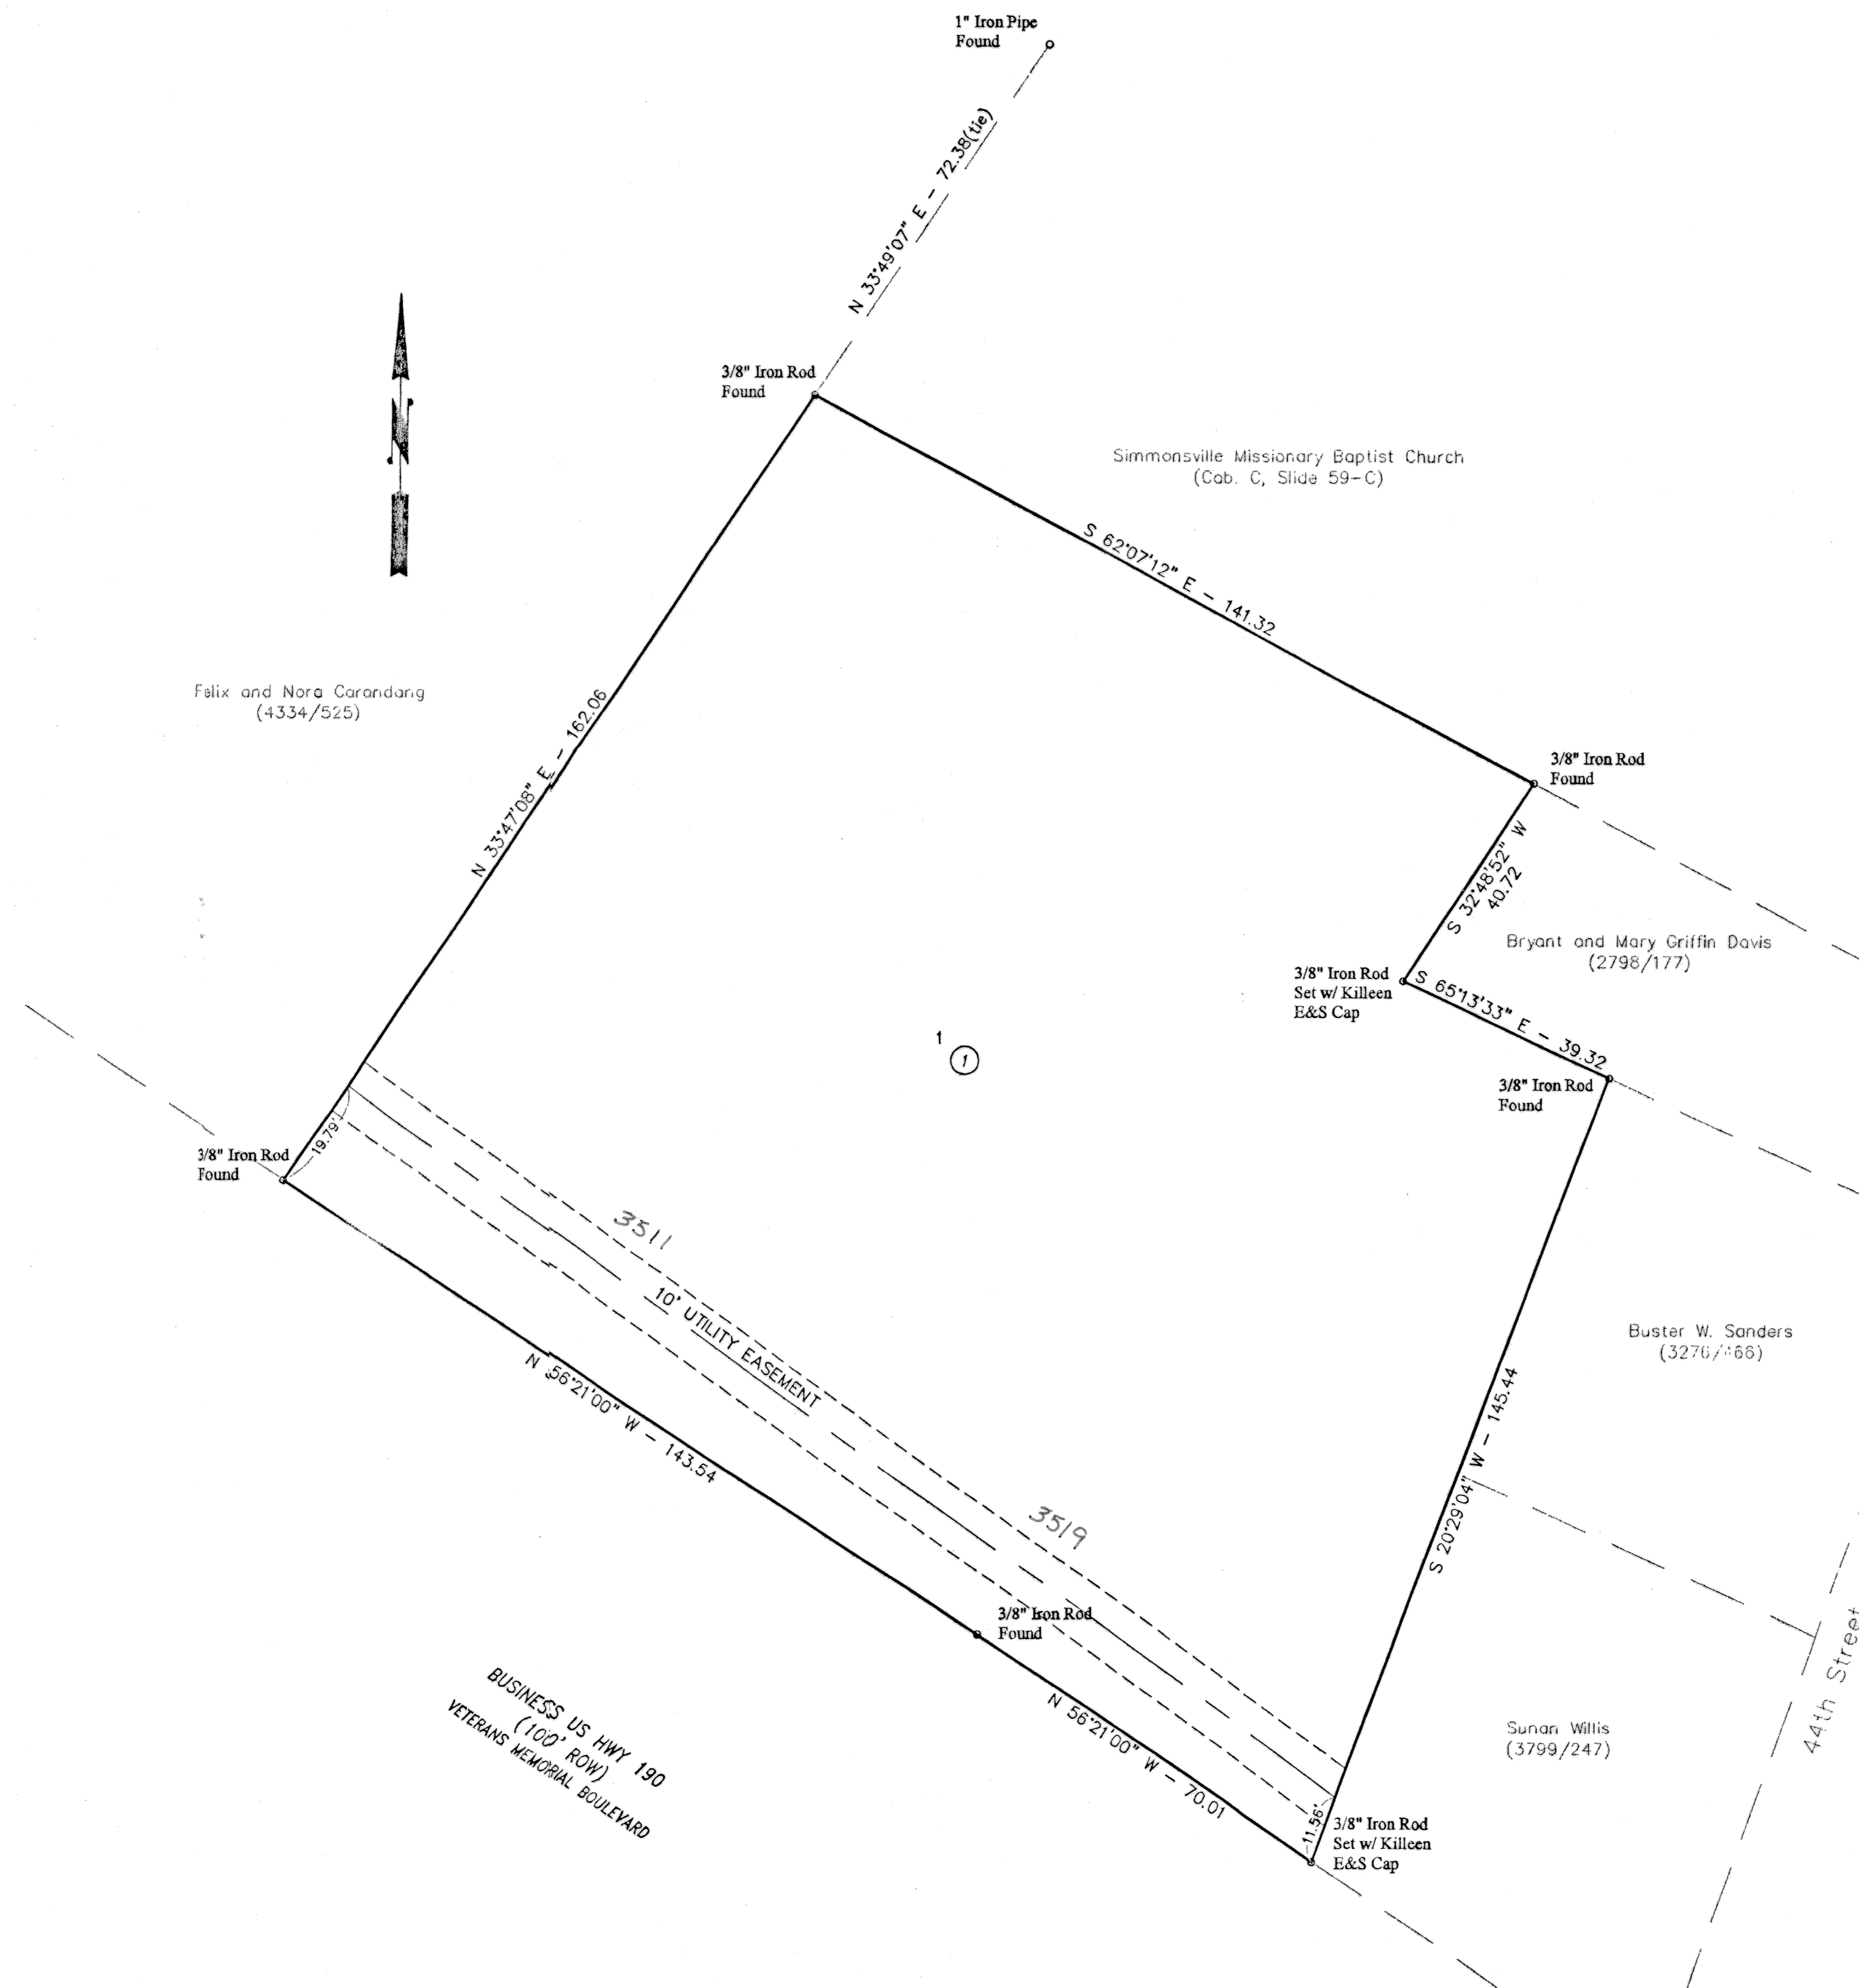 1" Iron Pipe
Found
N 33°49'07" E - 72.38(tie)
3/8" Iron Rod
Found
N
Simmonsville Missionary Baptist Church
(Cab. C, Slide 59-C)
S 62°07'12" E - 141.32
Felix and Nora Carandang
(4334/525)
N 33°47'08" E - 162.06
3/8" Iron Rod
Found
S 32°48'52" W
40.72
Bryant and Mary Griffin Davis
(2798/177)
3/8" Iron Rod
Set w/ Killeen
E&S Cap
S 65°13'33" E - 39.32
1
1
3/8" Iron Rod
Found
19.79'
3/8" Iron Rod
Found
3511
10' UTILITY EASEMENT
Buster W. Sanders
(3276/466)
N 56°21'00" W - 143.54
S 20°29'04" W - 145.44
3519
3/8" Iron Rod
Found
44th Street
BUSINESS US HWY 190
(100' ROW)
VETERANS MEMORIAL BOULEVARD
N 56°21'00" W - 70.01
Sunan Willis
(3799/247)
11.56'
3/8" Iron Rod
Set w/ Killeen
E&S Cap